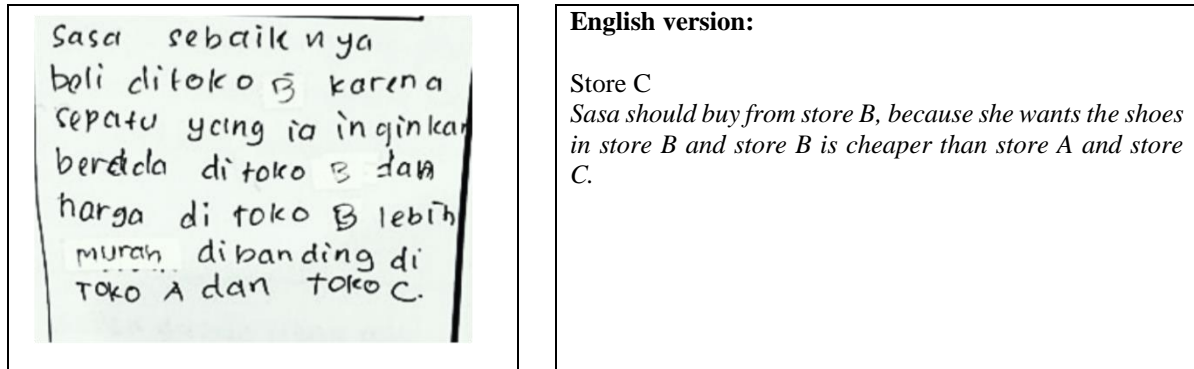 Sasa sebaiknya
beli ditoko B karena
sepatu yang ia inginkan
berada di toko B dan
harga di toko B lebih
murah dibanding di
TOKO A dan TOKO C.
English version:
Store C
Sasa should buy from store B, because she wants the shoes
in store B and store B is cheaper than store A and store
C.